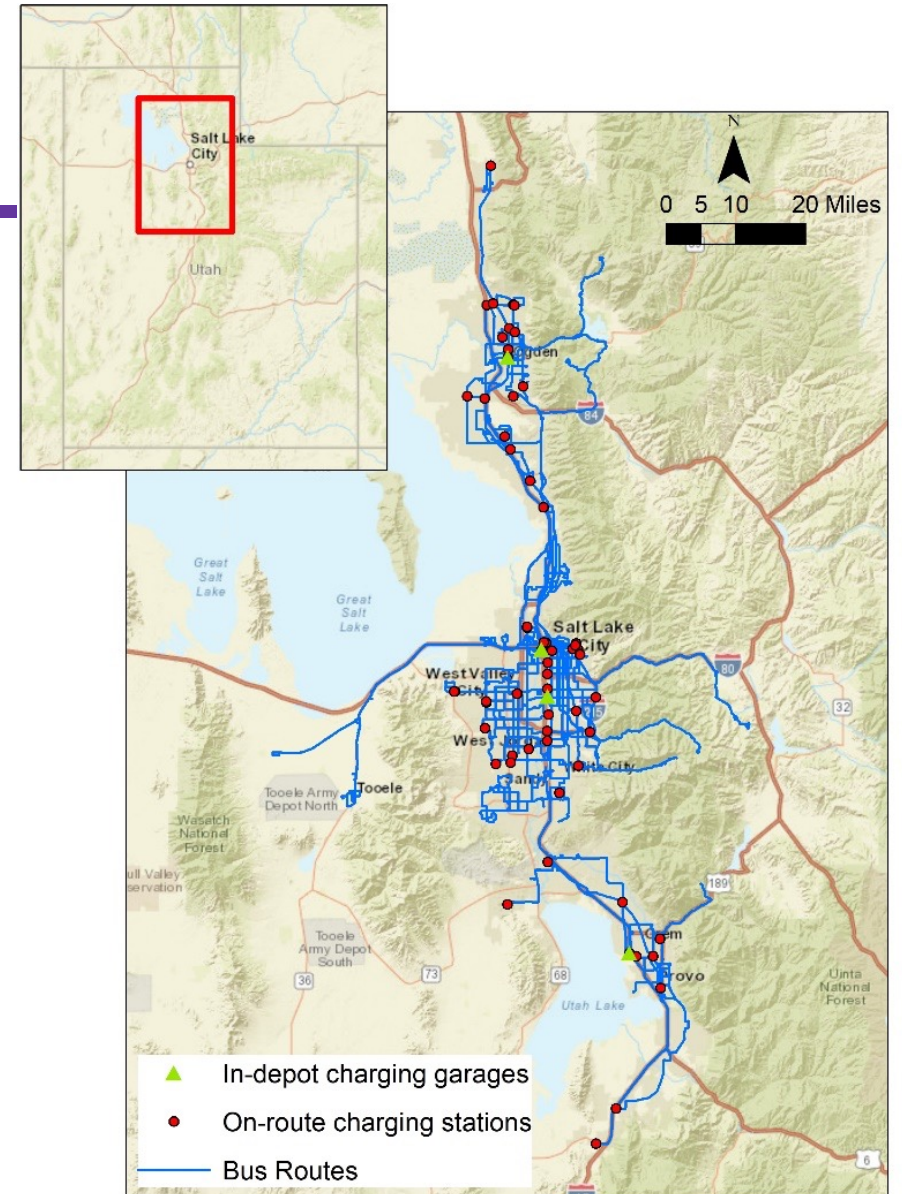 Salt Lake
City
Utah
N
0 5 10 20 Miles
Ogden
84
Great
Salt
Lake
Great
Salt
Lake
Salt Lake
City
West Valley
City
80
32
Sandy
White City
Tooele
Tooele Army
Depot North
Wasatch
National
Forest
189
Tooele
Army Depot
South
36
73
68
Orem
Provo
Utah Lake
Uinta
National
Forest
6
In-depot charging garages
On-route charging stations
Bus Routes